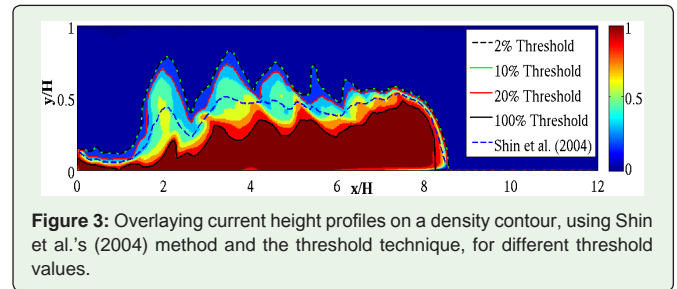 1
y/H
0.5
0
0
2
4
x/H
6
8
10
12
2% Threshold
10% Threshold
20% Threshold
100% Threshold
Shin et al. (2004)
1
0.5
0
Figure 3: Overlaying current height profiles on a density contour, using Shin
et al.'s (2004) method and the threshold technique, for different threshold
values.